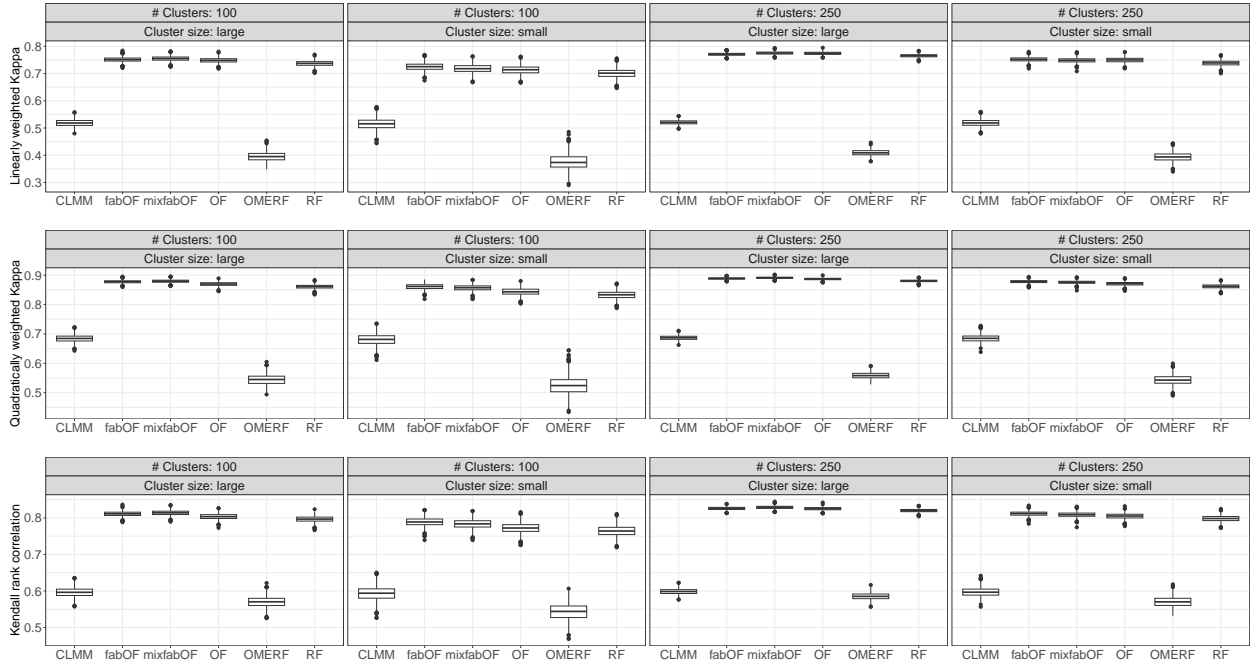 # Clusters: 100 # Clusters: 100 # Clusters: 250 # Clusters: 250
Cluster size: large Cluster size: small Cluster size: large Cluster size: small
Linearly weighted Kappa
0.8
0.7
0.6
0.5
0.4
0.3
CLMM fabOF mixfabOF OF OMERF RF CLMM fabOF mixfabOF OF OMERF RF CLMM fabOF mixfabOF OF OMERF RF CLMM fabOF mixfabOF OF OMERF RF
# Clusters: 100 # Clusters: 100 # Clusters: 250 # Clusters: 250
Cluster size: large Cluster size: small Cluster size: large Cluster size: small
Quadratically weighted Kappa
0.9
0.8
0.7
0.6
0.5
CLMM fabOF mixfabOF OF OMERF RF CLMM fabOF mixfabOF OF OMERF RF CLMM fabOF mixfabOF OF OMERF RF CLMM fabOF mixfabOF OF OMERF RF
# Clusters: 100 # Clusters: 100 # Clusters: 250 # Clusters: 250
Cluster size: large Cluster size: small Cluster size: large Cluster size: small
Kendall rank correlation
0.8
0.7
0.6
0.5
CLMM fabOF mixfabOF OF OMERF RF CLMM fabOF mixfabOF OF OMERF RF CLMM fabOF mixfabOF OF OMERF RF CLMM fabOF mixfabOF OF OMERF RF